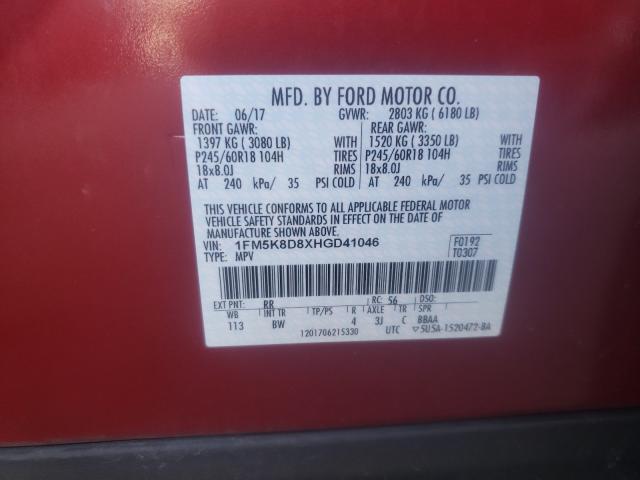 MFD. BY FORD MOTOR CO.
DATE: 06/17 GVWR: 2803 KG ( 6180 LB)
FRONT GAWR: REAR GAWR:
1397 KG ( 3080 LB) WITH 1520 KG ( 3350 LB) WITH
P245/60R18 104H TIRES P245/60R18 104H TIRES
18x8.0J RIMS 18x8.0J RIMS
AT 240 kPa/ 35 PSI COLD AT 240 kPa/ 35 PSI COLD
THIS VEHICLE CONFORMS TO ALL APPLICABLE FEDERAL MOTOR
VEHICLE SAFETY STANDARDS IN EFFECT ON THE DATE OF
MANUFACTURE SHOWN ABOVE.
VIN: 1FM5K8D8XHGD41046 F0192
TYPE: MPV T0307
EXT PNT: RR RC: 56 DSO:
WB INT TR TP/PS R AXLE TR SPR
113 BW 4 3J C BBAA
1201706215330 UTC 5U5A-1520472-BA